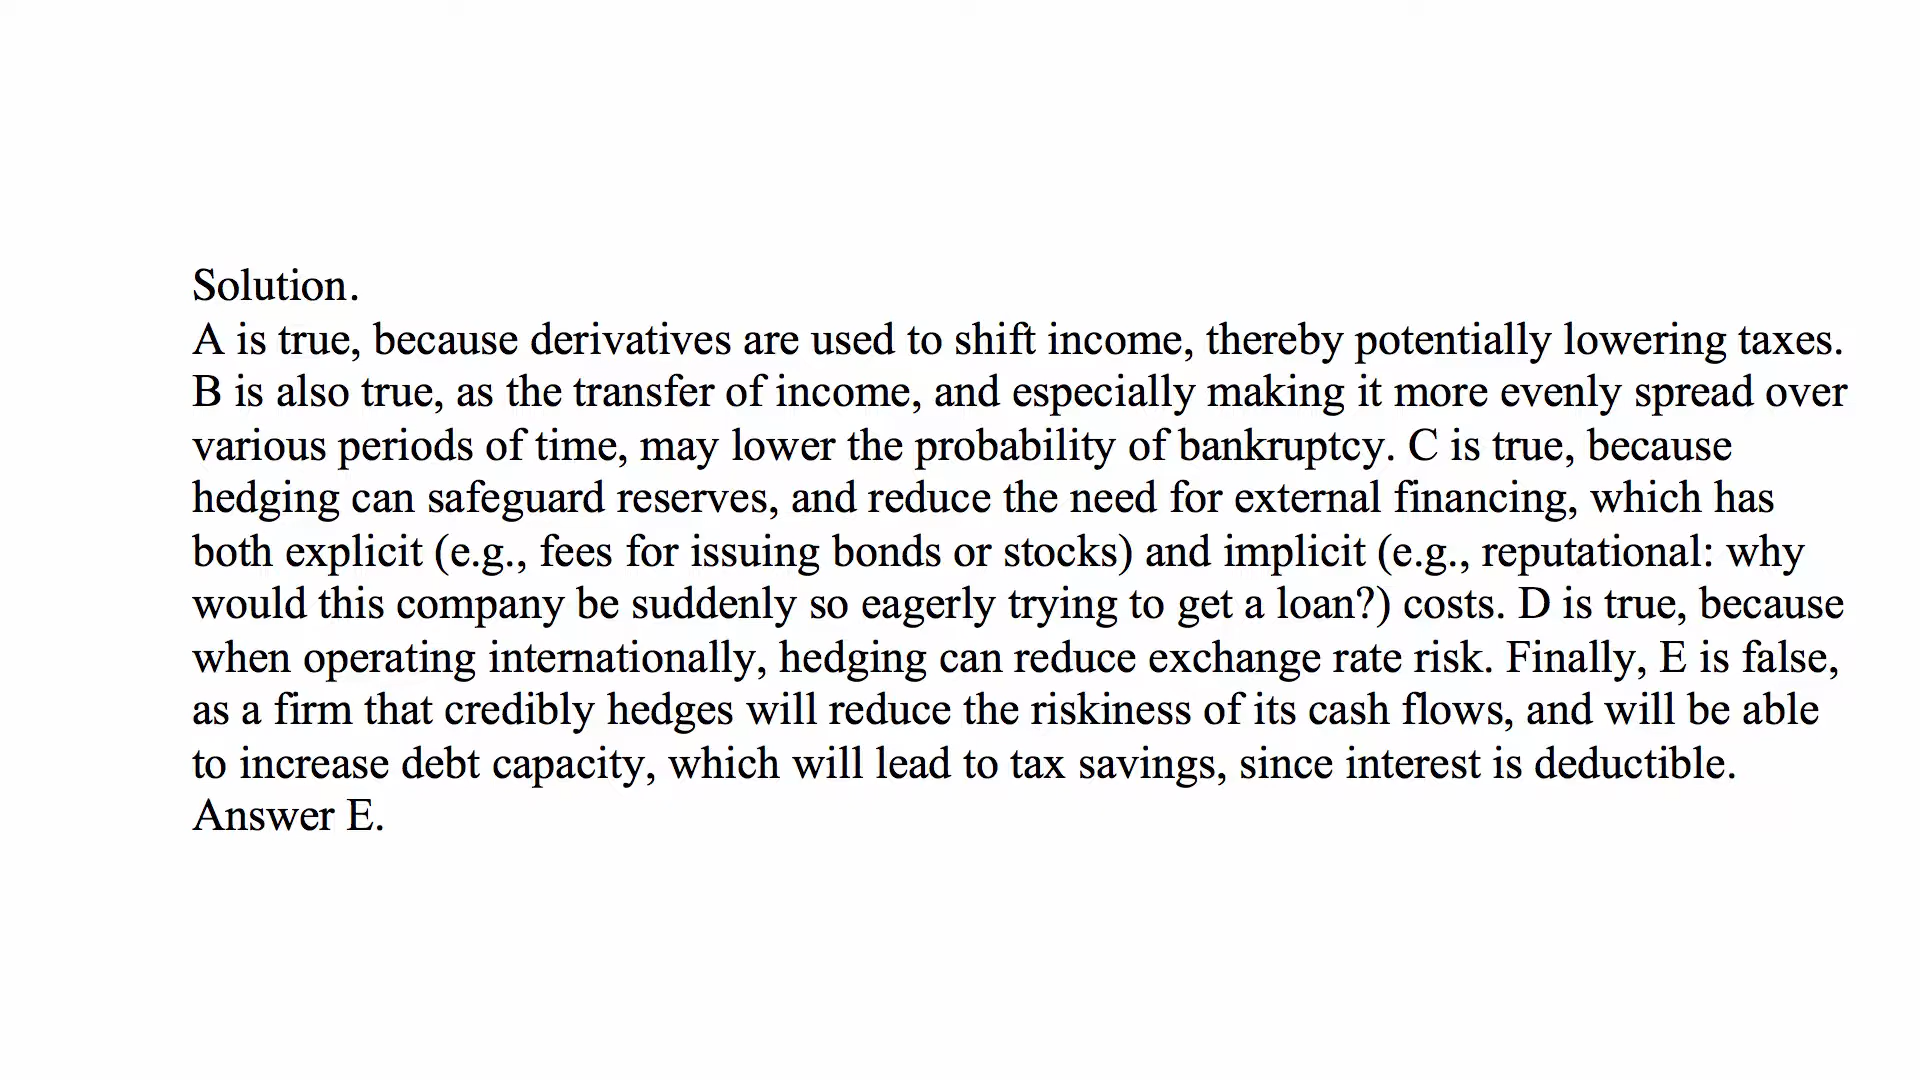 Solution.
A is true, because derivatives are used to shift income, thereby potentially lowering taxes.
B is also true, as the transfer of income, and especially making it more evenly spread over
various periods of time, may lower the probability of bankruptcy. C is true, because
hedging can safeguard reserves, and reduce the need for external financing, which has
both explicit (e.g., fees for issuing bonds or stocks) and implicit (e.g., reputational: why
would this company be suddenly so eagerly trying to get a loan?) costs. D is true, because
when operating internationally, hedging can reduce exchange rate risk. Finally, E is false,
as a firm that credibly hedges will reduce the riskiness of its cash flows, and will be able
to increase debt capacity, which will lead to tax savings, since interest is deductible.
Answer E.